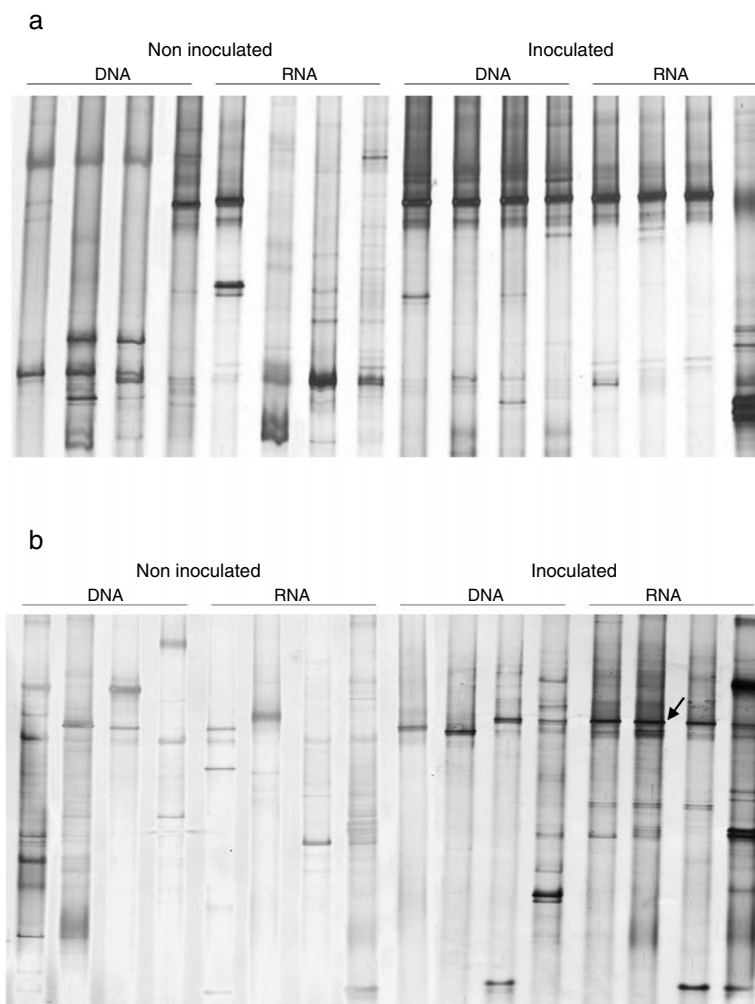 a
Non inoculated Inoculated
DNA RNA DNA RNA
b
Non inoculated Inoculated
DNA RNA DNA RNA